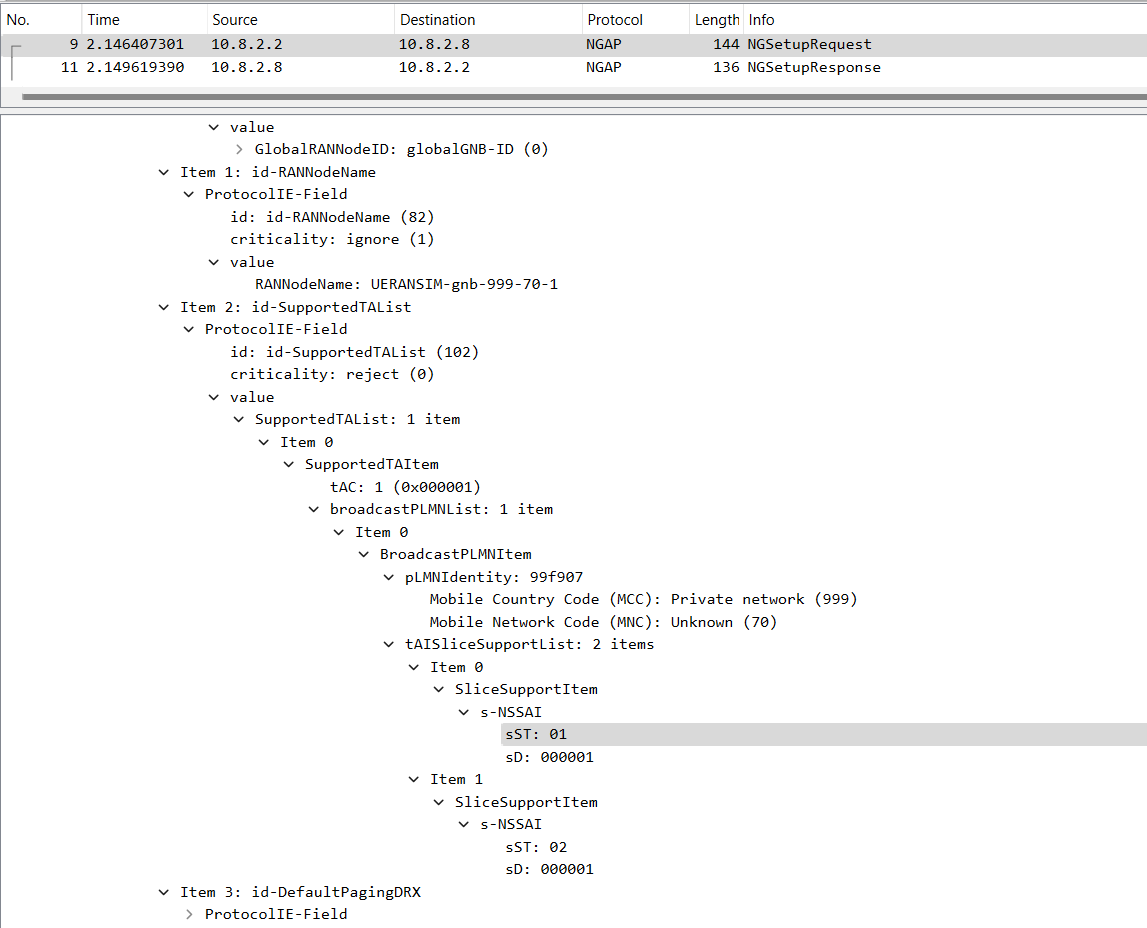 No. Time Source Destination Protocol Length Info
9 2.146407301 10.8.2.2 10.8.2.8 NGAP 144 NGSetupRequest
11 2.149619390 10.8.2.8 10.8.2.2 NGAP 136 NGSetupResponse
value
GlobalRANNodeID: globalGNB-ID (0)
Item 1: id-RANNodeName
ProtocolIE-Field
id: id-RANNodeName (82)
criticality: ignore (1)
value
RANNodeName: UERANSIM-gnb-999-70-1
Item 2: id-SupportedTAList
ProtocolIE-Field
id: id-SupportedTAList (102)
criticality: reject (0)
value
SupportedTAList: 1 item
Item 0
SupportedTAItem
tAC: 1 (0x000001)
broadcastPLMNList: 1 item
Item 0
BroadcastPLMNItem
pLMNIdentity: 99f907
Mobile Country Code (MCC): Private network (999)
Mobile Network Code (MNC): Unknown (70)
tAISliceSupportList: 2 items
Item 0
SliceSupportItem
s-NSSAI
sST: 01
sD: 000001
Item 1
SliceSupportItem
s-NSSAI
sST: 02
sD: 000001
Item 3: id-DefaultPagingDRX
ProtocolIE-Field